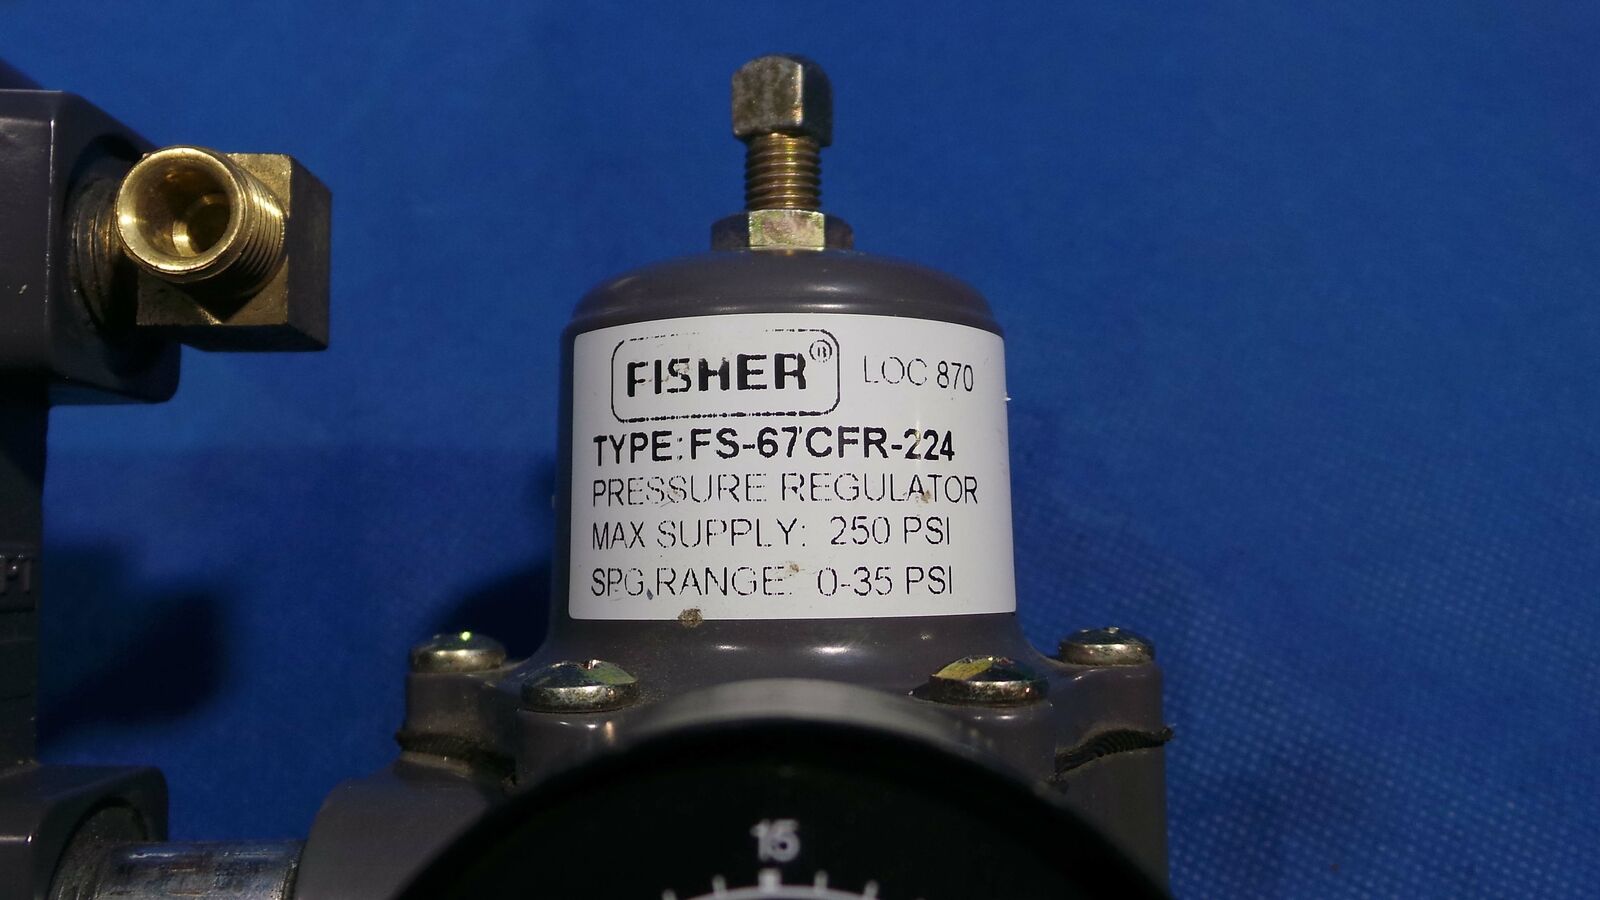 FISHER® LOC 870
TYPE: FS-67CFR-224
PRESSURE REGULATOR
MAX SUPPLY: 250 PSI
SPG.RANGE: 0-35 PSI
15